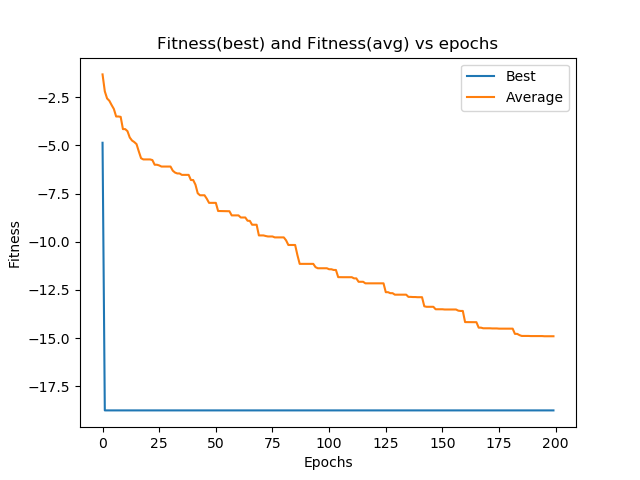 Fitness(best) and Fitness(avg) vs epochs
Best
Average
−2.5
−5.0
−7.5
−10.0
−12.5
−15.0
−17.5
Fitness
0 25 50 75 100 125 150 175 200
Epochs